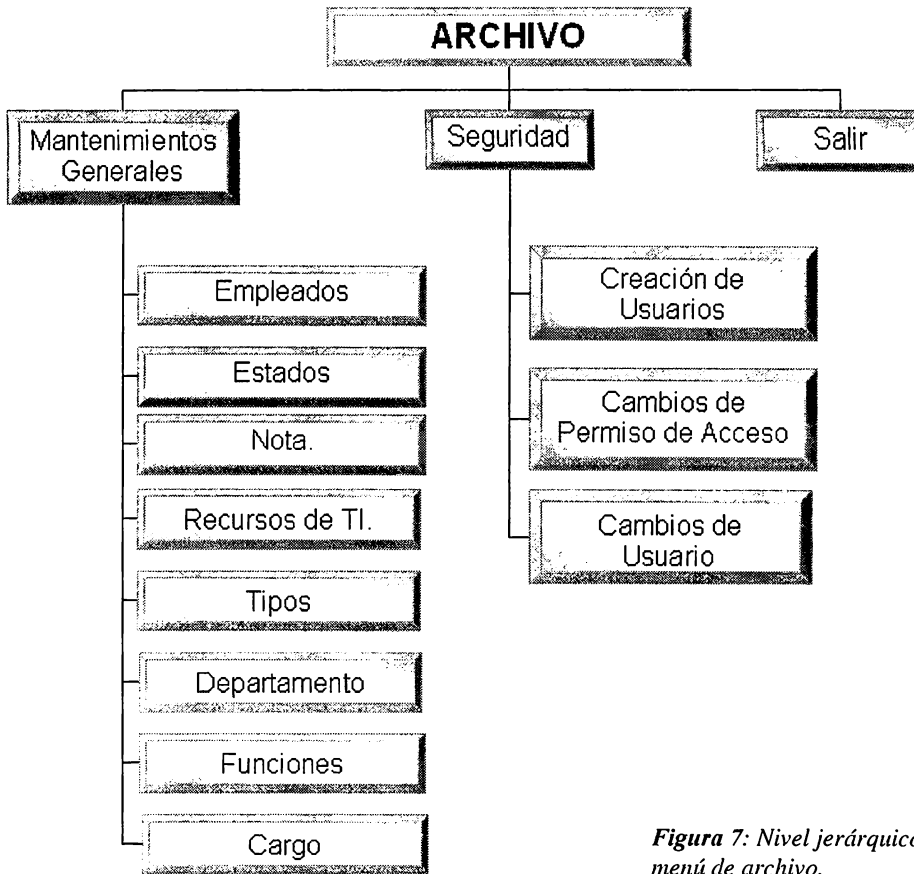 ARCHIVO
Mantenimientos
Generales
Seguridad
Salir
Empleados
Estados
Nota.
Recursos de TI.
Tipos
Departamento
Funciones
Cargo
Creación de
Usuarios
Cambios de
Permiso de Acceso
Cambios de
Usuario
Figura 7: Nivel jerárquico
menú de archivo.